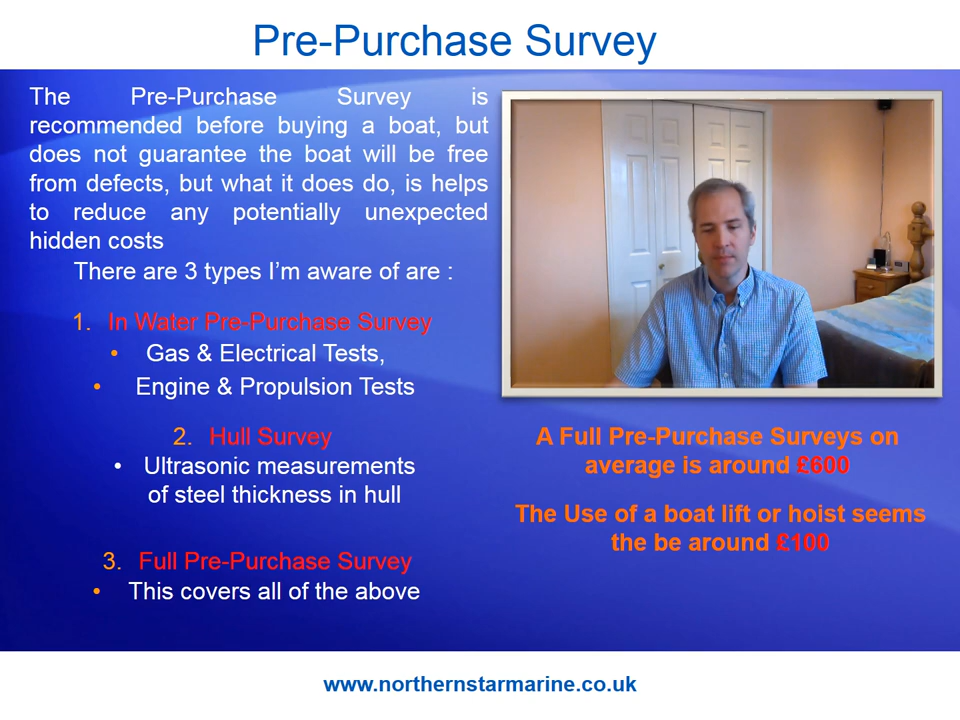 Pre-Purchase Survey
The Pre-Purchase Survey is
recommended before buying a boat, but
does not guarantee the boat will be free
from defects, but what it does do, is helps
to reduce any potentially unexpected
hidden costs
There are 3 types I’m aware of are :
1. In Water Pre-Purchase Survey
• Gas & Electrical Tests,
• Engine & Propulsion Tests
2. Hull Survey
• Ultrasonic measurements
of steel thickness in hull
3. Full Pre-Purchase Survey
• This covers all of the above
A Full Pre-Purchase Surveys on
average is around £600
The Use of a boat lift or hoist seems
the be around £100
www.northernstarmarine.co.uk